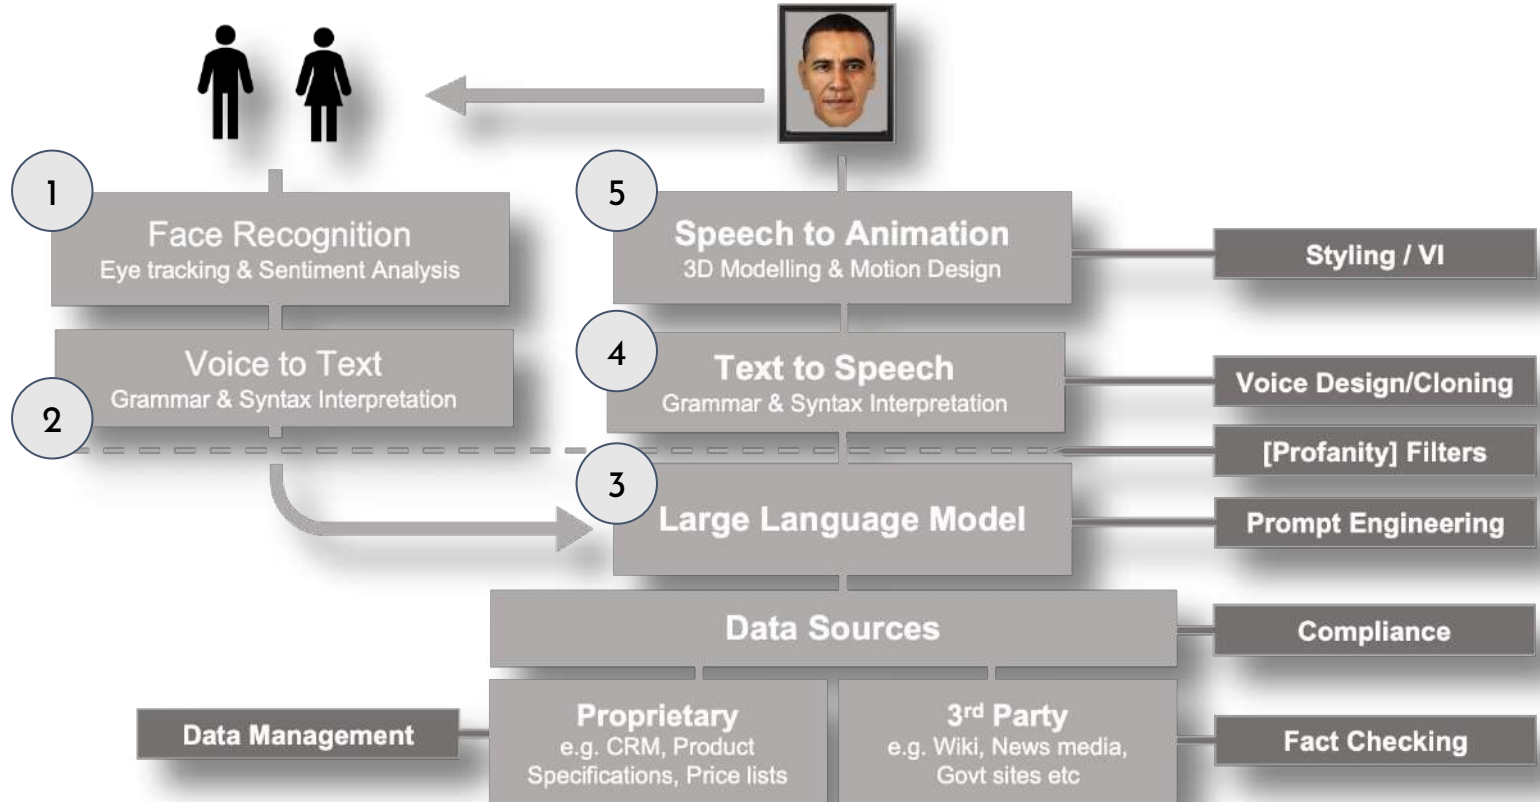 1
Face Recognition
Eye tracking & Sentiment Analysis
Voice to Text
Grammar & Syntax Interpretation
2
5
Speech to Animation
3D Modelling & Motion Design
Styling / VI
4
Text to Speech
Grammar & Syntax Interpretation
Voice Design/Cloning
[Profanity] Filters
3
Large Language Model
Prompt Engineering
Data Sources
Compliance
Data Management
Proprietary
e.g. CRM, Product
Specifications, Price lists
3rd Party
e.g. Wiki, News media,
Govt sites etc
Fact Checking